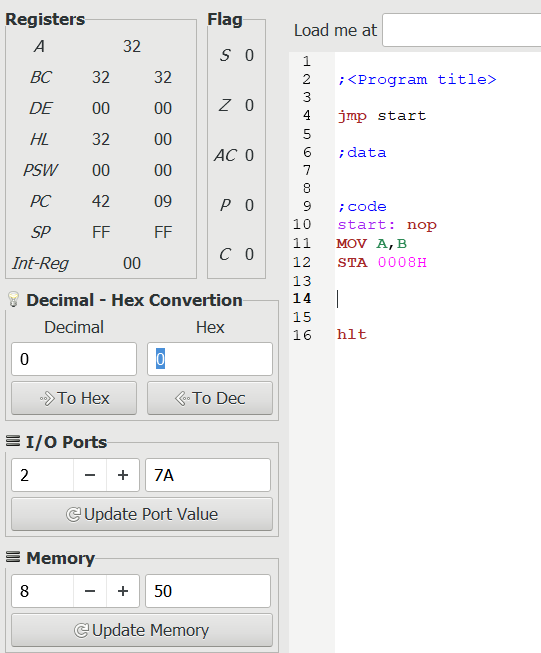 Registers
A 32
BC 32 32
DE 00 00
HL 32 00
PSW 00 00
PC 42 09
SP FF FF
Int-Reg 00
Flag
S 0
Z 0
AC 0
P 0
C 0
Decimal - Hex Convertion
Decimal Hex
0 0
To Hex To Dec
I/O Ports
2 − + 7A
Update Port Value
Memory
8 − + 50
Update Memory
Load me at
1
2 ;<Program title>
3
4 jmp start
5
6 ;data
7
8
9 ;code
10 start: nop
11 MOV A,B
12 STA 0008H
13
14
15
16 hlt